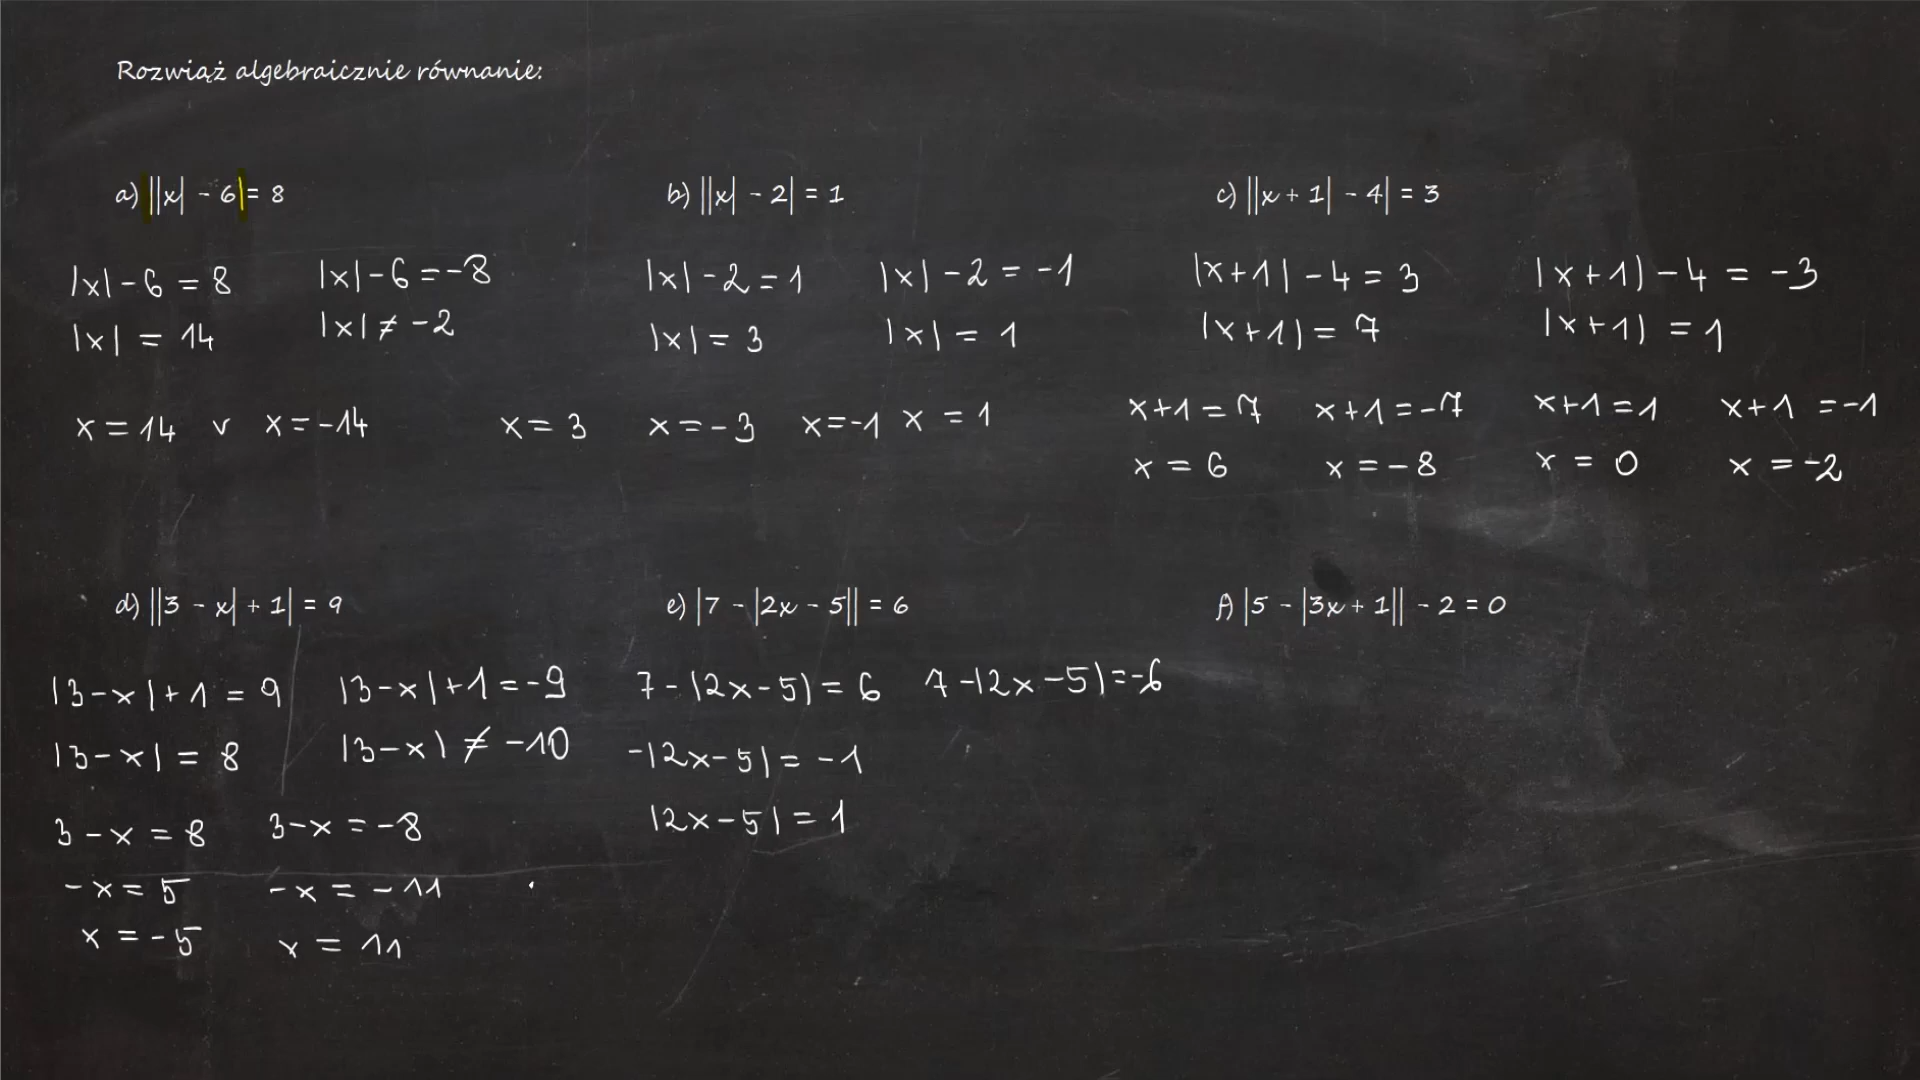 Rozwiąż algebraicznie równanie:
a) ||x| - 6| = 8
|x| - 6 = 8
|x| - 6 = -8
|x| = 14
|x| ≠ -2
x = 14 v x = -14
b) ||x| - 2| = 1
|x| - 2 = 1
|x| - 2 = -1
|x| = 3
|x| = 1
x = 3
x = -3
x = -1
x = 1
c) ||x + 1| - 4| = 3
|x + 1| - 4 = 3
|x + 1| - 4 = -3
|x + 1| = 7
|x + 1| = 1
x + 1 = 7
x + 1 = -7
x + 1 = 1
x + 1 = -1
x = 6
x = -8
x = 0
x = -2
d) ||3 - x| + 1| = 9
|3 - x| + 1 = 9
|3 - x| + 1 = -9
|3 - x| = 8
|3 - x| ≠ -10
3 - x = 8
3 - x = -8
-x = 5
-x = -11
x = -5
x = 11
e) |7 - |2x - 5|| = 6
7 - |2x - 5| = 6
7 - |2x - 5| = -6
-|2x - 5| = -1
|2x - 5| = 1
f) |5 - |3x + 1|| - 2 = 0